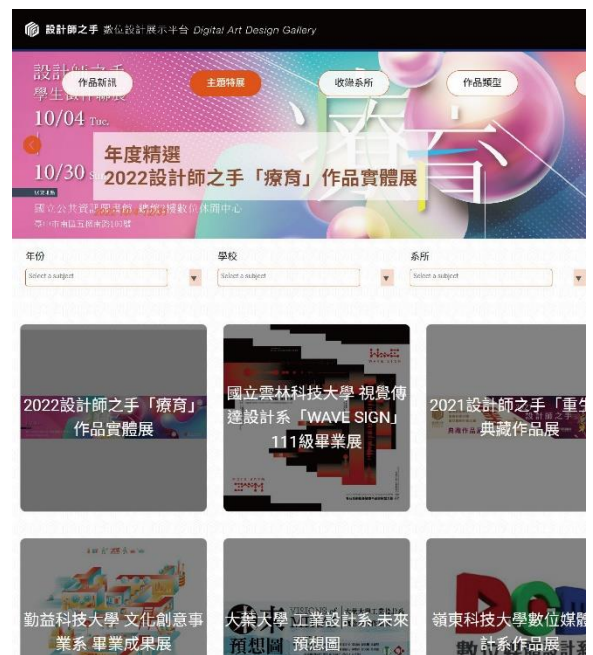 設計師之手 數位設計展示平台 Digital Art Design Gallery
作品新訊
主題特展
收錄系所
作品類型
10/04 Tue.
10/30
年度精選
2022設計師之手「療育」作品實體展
年份
學校
系所
Select a subject
Select a subject
Select a subject
2022設計師之手「療育」
作品實體展
國立雲林科技大學 視覺傳
達設計系「WAVE SIGN」
111級畢業展
2021設計師之手「重生
典藏作品展
勤益科技大學 文化創意事
業系 畢業成果展
大葉大學 工業設計系 未來
預想圖
嶺東科技大學數位媒體
計系作品展